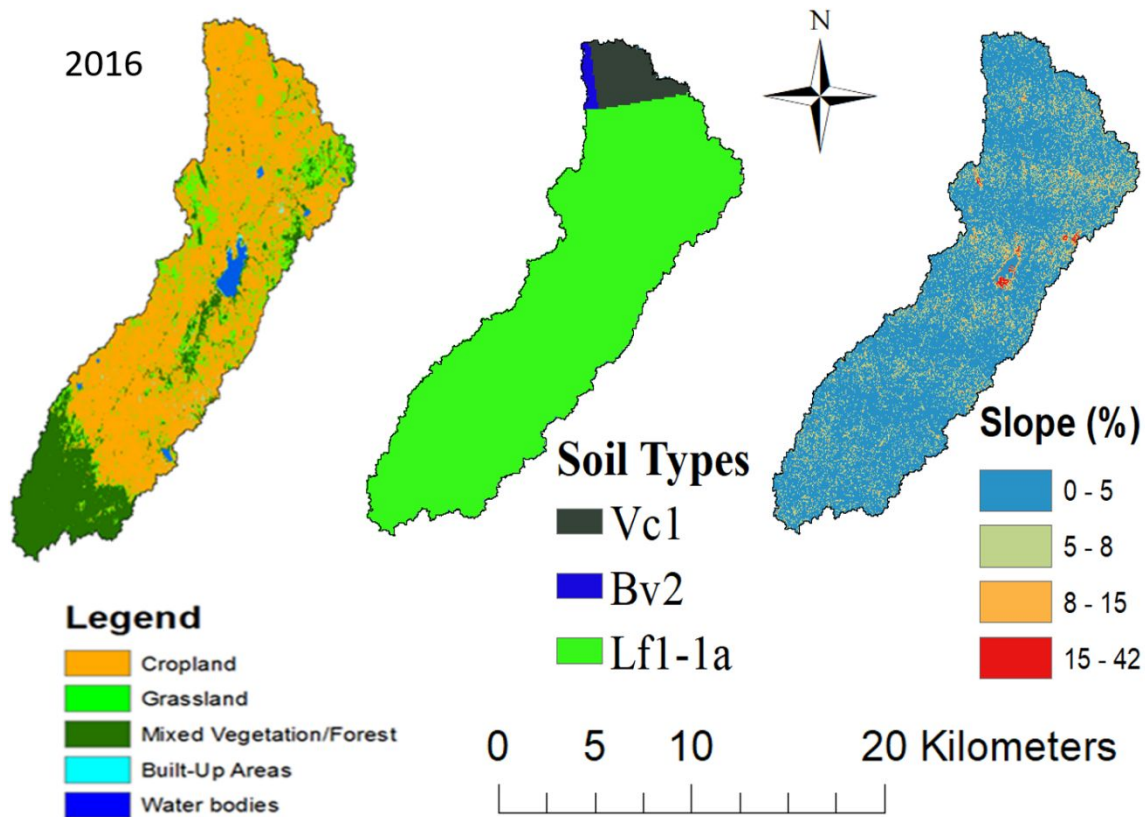 2016
N
Legend
Cropland
Grassland
Mixed Vegetation/Forest
Built-Up Areas
Water bodies
Soil Types
Vc1
Bv2
Lf1-1a
Slope (%)
0 - 5
5 - 8
8 - 15
15 - 42
0 5 10 20 Kilometers